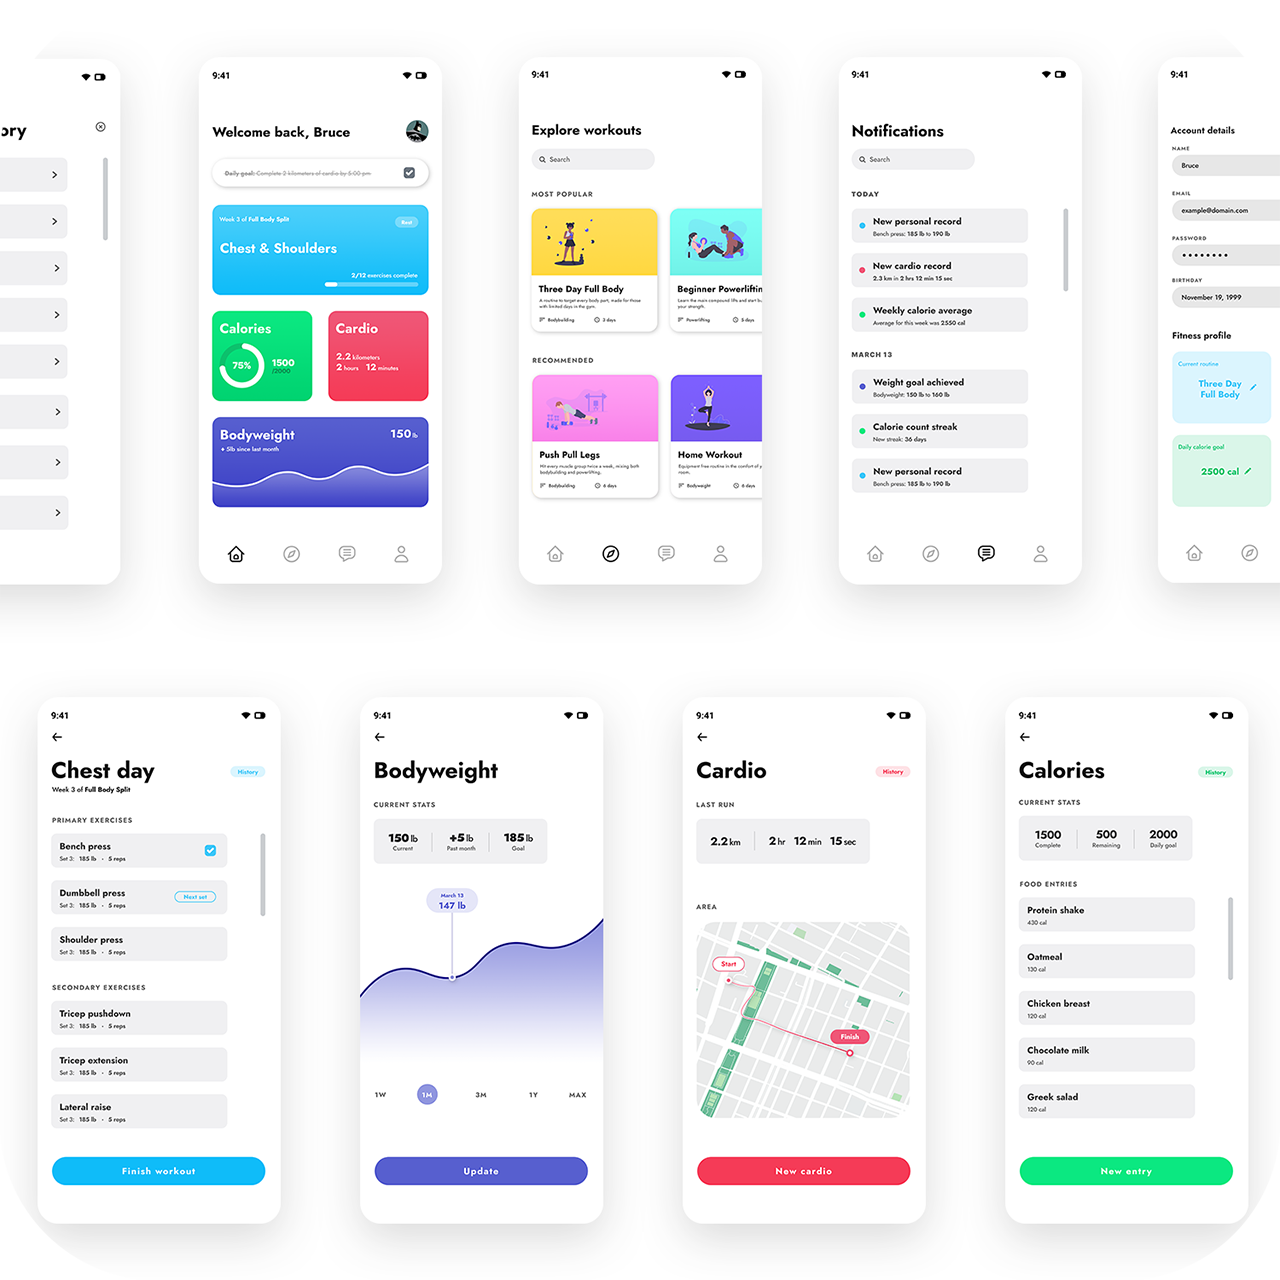 ory
9:41
Welcome back, Bruce
Daily goal: Complete 2 kilometers of cardio by 5:00 pm
Week 3 of Full Body Split
Rest
Chest & Shoulders
2/12 exercises complete
Calories
75%
1500
/2000
Cardio
2.2 kilometers
2 hours 12 minutes
Bodyweight
150 lb
+ 5lb since last month
9:41
Explore workouts
Search
MOST POPULAR
Three Day Full Body
A routine to target every body part, made for those
with limited days in the gym.
Bodybuilding
3 days
Beginner Powerliftin
Learn the main compound lifts and start bu
your strength.
Powerlifting
5 days
RECOMMENDED
Push Pull Legs
Hit every muscle group twice a week, mixing both
bodybuilding and powerlifting.
Bodybuilding
6 days
Home Workout
Equipment free routine in the comfort of y
room.
Bodyweight
6 days
9:41
Notifications
Search
TODAY
New personal record
Bench press: 185 lb to 190 lb
New cardio record
2.3 km in 2 hrs 12 min 15 sec
Weekly calorie average
Average for this week was 2550 cal
MARCH 13
Weight goal achieved
Bodyweight: 150 lb to 160 lb
Calorie count streak
New streak: 36 days
New personal record
Bench press: 185 lb to 190 lb
9:41
Account details
NAME
Bruce
EMAIL
example@domain.com
PASSWORD
••••••••
BIRTHDAY
November 19, 1999
Fitness profile
Current routine
Three Day
Full Body
Daily calorie goal
2500 cal
9:41
Chest day
History
Week 3 of Full Body Split
PRIMARY EXERCISES
Bench press
Set 3: 185 lb • 5 reps
Dumbbell press
Set 3: 185 lb • 5 reps
Next set
Shoulder press
Set 3: 185 lb • 5 reps
SECONDARY EXERCISES
Tricep pushdown
Set 3: 185 lb • 5 reps
Tricep extension
Set 3: 185 lb • 5 reps
Lateral raise
Set 3: 185 lb • 5 reps
Finish workout
9:41
Bodyweight
CURRENT STATS
150 lb
Current
+5 lb
Past month
185 lb
Goal
March 13
147 lb
1W 1M 3M 1Y MAX
Update
9:41
Cardio
History
LAST RUN
2.2 km
2 hr 12 min 15 sec
AREA
Start
Finish
New cardio
9:41
Calories
History
CURRENT STATS
1500
Complete
500
Remaining
2000
Daily goal
FOOD ENTRIES
Protein shake
430 cal
Oatmeal
130 cal
Chicken breast
120 cal
Chocolate milk
90 cal
Greek salad
120 cal
New entry